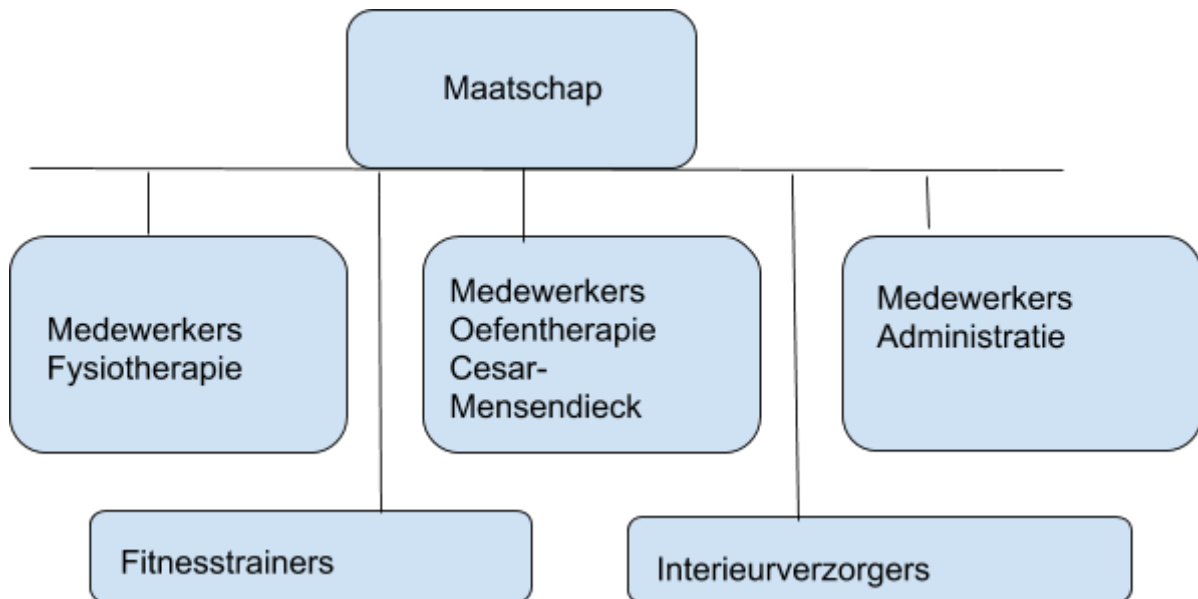 Maatschap
Medewerkers
Fysiotherapie
Medewerkers
Oefentherapie
Cesar-
Mensendieck
Medewerkers
Administratie
Fitnesstrainers
Interieurverzorgers